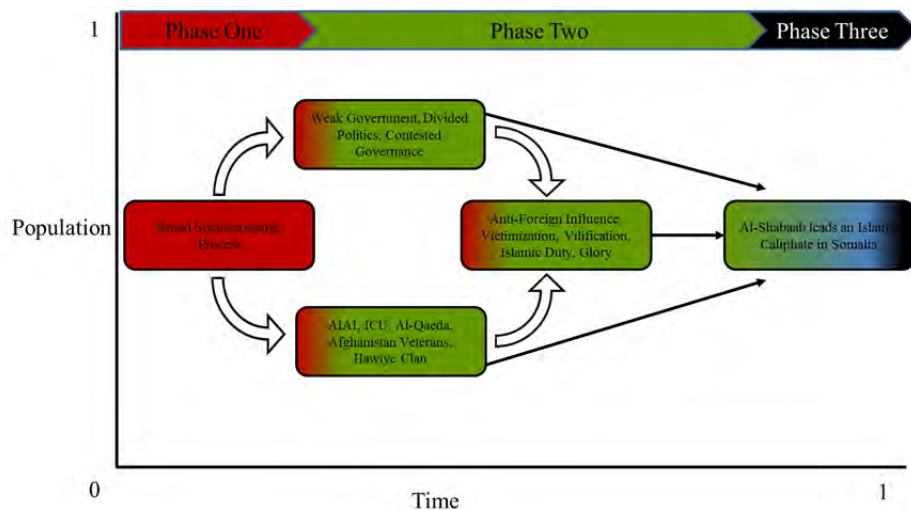 1
Phase One
Phase Two
Phase Three
Weak Government, Divided
Politics, Contested
Governance
Population
Broad Socioeconomic
Process
Anti-Foreign Influence
Victimization, Vilification,
Islamic Duty, Glory
Al-Shabaab leads an Islamic
Caliphate in Somalia
AIAI, ICU, Al-Qaeda,
Afghanistan Veterans,
Hawiye Clan
0
Time
1